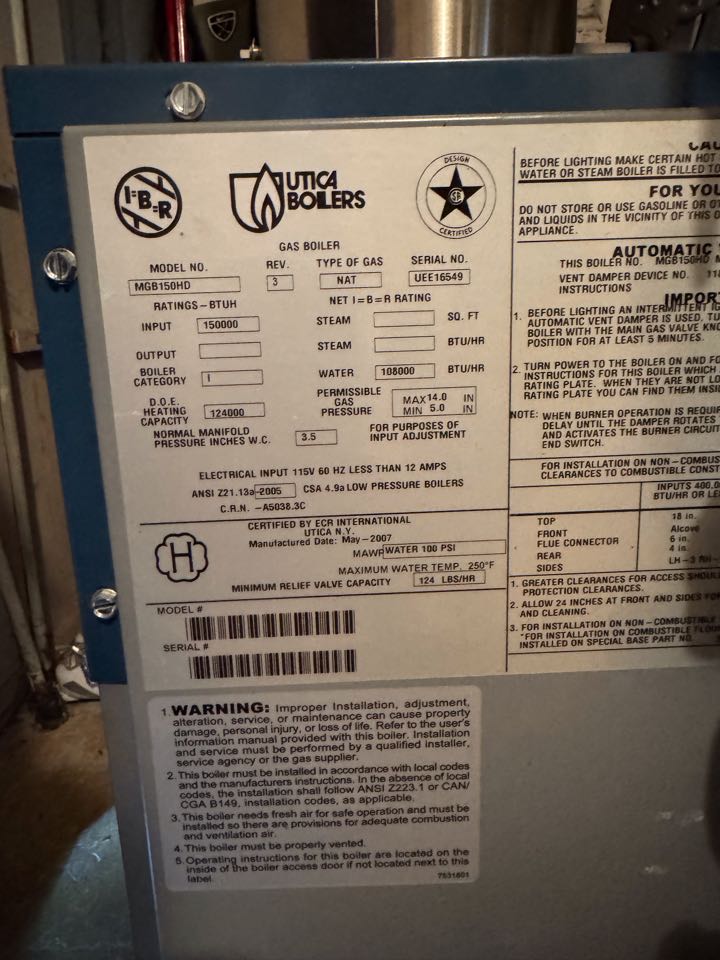 I=B=R
UTICA
BOILERS
DESIGN
CERTIFIED
GAS BOILER
MODEL NO. REV. TYPE OF GAS SERIAL NO.
MGB150HD 3 NAT UEE16549
RATINGS-BTUH NET I=B=R RATING
INPUT 150000 STEAM SQ. FT
OUTPUT STEAM BTU/HR
BOILER CATEGORY I WATER 108000 BTU/HR
D.O.E. HEATING CAPACITY 124000 PERMISSIBLE GAS PRESSURE MAX 14.0 IN
MIN 5.0 IN
NORMAL MANIFOLD PRESSURE INCHES W.C. 3.5 FOR PURPOSES OF INPUT ADJUSTMENT
ELECTRICAL INPUT 115V 60 HZ LESS THAN 12 AMPS
ANSI Z21.13a-2005 CSA 4.9a LOW PRESSURE BOILERS
C.R.N. -A5038.3C
CERTIFIED BY ECR INTERNATIONAL
UTICA N.Y.
Manufactured Date: May-2007
H
MAWP WATER 100 PSI
MAXIMUM WATER TEMP. 250°F
MINIMUM RELIEF VALVE CAPACITY 124 LBS/HR
MODEL #
SERIAL #
BEFORE LIGHTING MAKE CERTAIN HOT
WATER OR STEAM BOILER IS FILLED TO
FOR YOU
DO NOT STORE OR USE GASOLINE OR
AND LIQUIDS IN THE VICINITY OF THIS
APPLIANCE.
AUTOMATIC
THIS BOILER NO. MGB150HD
VENT DAMPER DEVICE NO.
INSTRUCTIONS
IMPOR
1. BEFORE LIGHTING AN INTERMITTENT
AUTOMATIC VENT DAMPER IS USED, TU
BOILER WITH THE MAIN GAS VALVE KNO
POSITION FOR AT LEAST 5 MINUTES.
2. TURN POWER TO THE BOILER ON AND FO
INSTRUCTIONS FOR THIS BOILER WHICH
RATING PLATE. WHEN THEY ARE NOT LO
RATING PLATE YOU CAN FIND THEM INSI
NOTE: WHEN BURNER OPERATION IS REQUIR
DELAY UNTIL THE DAMPER ROTATES
AND ACTIVATES THE BURNER CIRCUIT
END SWITCH.
FOR INSTALLATION ON NON-COMBUS
CLEARANCES TO COMBUSTIBLE CONST
INPUTS 400,0
BTU/HR OR LE
TOP 18 in.
FRONT Alcove
FLUE CONNECTOR 6 in.
REAR 4 in.
SIDES LH-3 RH-
1. GREATER CLEARANCES FOR ACCESS SHOULD
PROTECTION CLEARANCES.
2. ALLOW 24 INCHES AT FRONT AND SIDES FOR
AND CLEANING.
3. FOR INSTALLATION ON NON-COMBUSTIBLE
*FOR INSTALLATION ON COMBUSTIBLE FLOO
INSTALLED ON SPECIAL BASE PART NO.
1. WARNING: Improper Installation, adjustment,
alteration, service, or maintenance can cause property
damage, personal injury, or loss of life. Refer to the user's
information manual provided with this boiler. Installation
and service must be performed by a qualified installer,
service agency or the gas supplier.
2. This boiler must be installed in accordance with local codes
and the manufacturers instructions. In the absence of local
codes, the installation shall follow ANSI Z223.1 or CAN/
CGA B149, installation codes, as applicable.
3. This boiler needs fresh air for safe operation and must be
installed so there are provisions for adequate combustion
and ventilation air.
4. This boiler must be properly vented.
5. Operating instructions for this boiler are located on the
inside of the boiler access door if not located next to this
label.
7531601